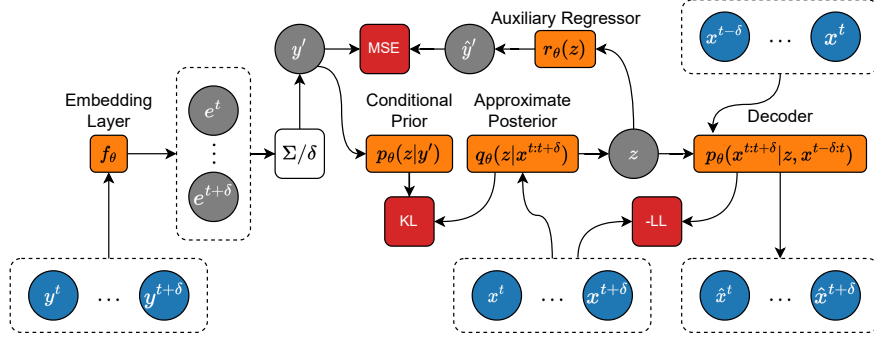 Auxiliary Regressor
y′
MSE
ŷ′
r_θ(z)
x^{t−δ}
...
x^t
Embedding
Layer
f_θ
e^t
e^{t+δ}
Σ/δ
Conditional
Prior
p_θ(z|y′)
Approximate
Posterior
q_θ(z|x^{t:t+δ})
z
Decoder
p_θ(x^{t:t+δ}|z, x^{t−δ:t})
KL
-LL
y^t
...
y^{t+δ}
x^t
...
x^{t+δ}
x̂^t
...
x̂^{t+δ}